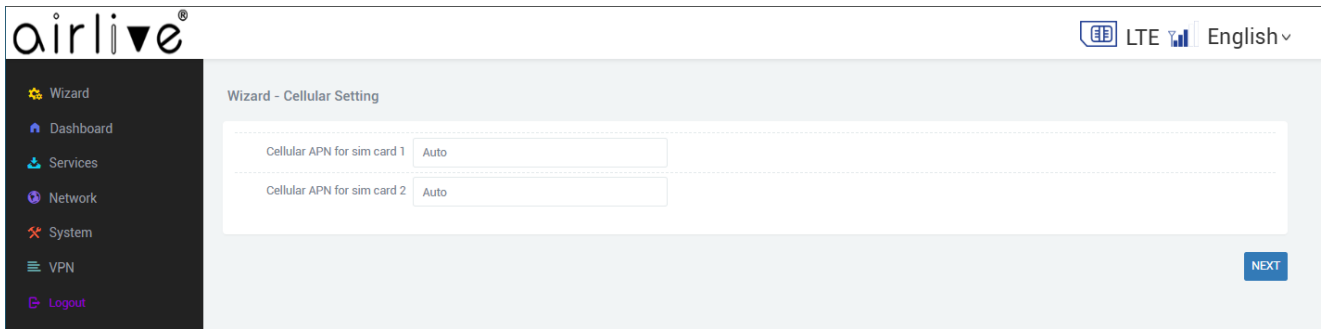 airlive®
LTE
English
Wizard
Dashboard
Services
Network
System
VPN
Logout
Wizard - Cellular Setting
Cellular APN for sim card 1
Auto
Cellular APN for sim card 2
Auto
NEXT